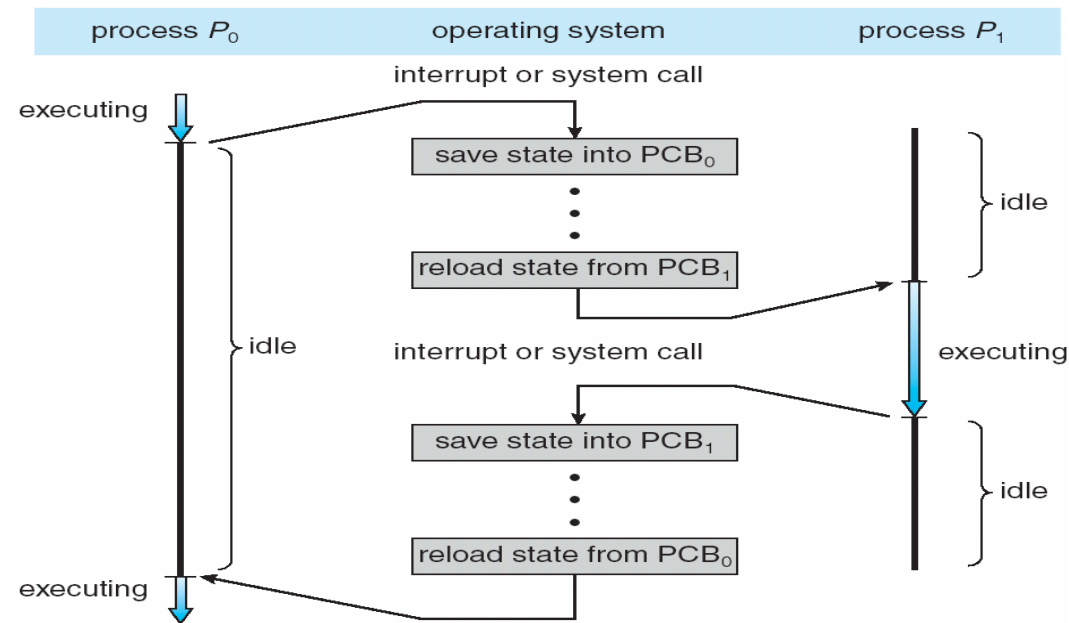 process P₀ operating system process P₁
interrupt or system call
executing
save state into PCB₀
idle
reload state from PCB₁
idle
interrupt or system call
executing
save state into PCB₁
idle
reload state from PCB₀
executing